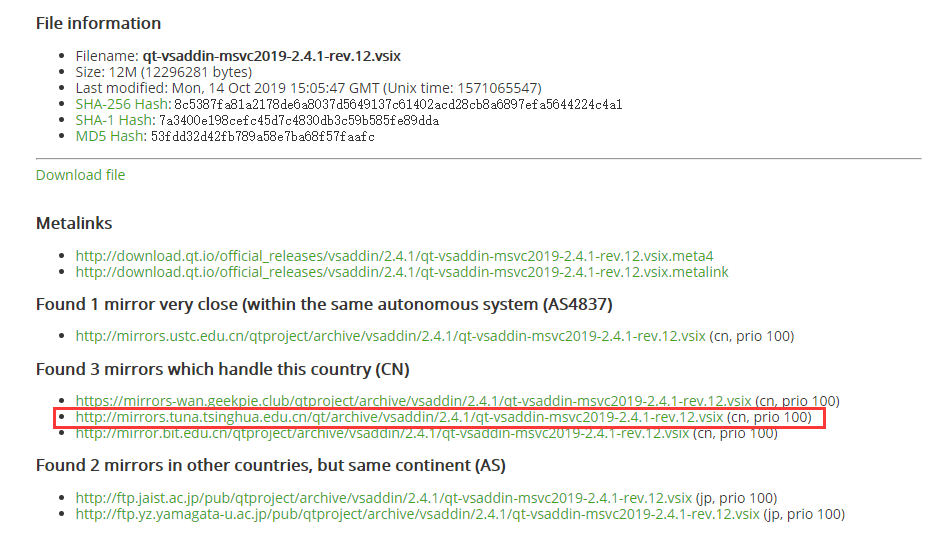 File information
Filename: qt-vsaddin-msvc2019-2.4.1-rev.12.vsix
Size: 12M (12296281 bytes)
Last modified: Mon, 14 Oct 2019 15:05:47 GMT (Unix time: 1571065547)
SHA-256 Hash: 8c5387fa81a2178de6a8037d5649137c61402acd28cb8a6897efa5644224c4a1
SHA-1 Hash: 7a3400e198cefc45d7c4830db3c59b585fe89dda
MD5 Hash: 53fdd32d42fb789a58e7ba68f57faafc
Download file
Metalinks
http://download.qt.io/official_releases/vsaddin/2.4.1/qt-vsaddin-msvc2019-2.4.1-rev.12.vsix.meta4
http://download.qt.io/official_releases/vsaddin/2.4.1/qt-vsaddin-msvc2019-2.4.1-rev.12.vsix.metalink
Found 1 mirror very close (within the same autonomous system (AS4837)
http://mirrors.ustc.edu.cn/qtproject/archive/vsaddin/2.4.1/qt-vsaddin-msvc2019-2.4.1-rev.12.vsix (cn, prio 100)
Found 3 mirrors which handle this country (CN)
https://mirrors-wan.geekpie.club/qtproject/archive/vsaddin/2.4.1/qt-vsaddin-msvc2019-2.4.1-rev.12.vsix (cn, prio 100)
http://mirrors.tuna.tsinghua.edu.cn/qt/archive/vsaddin/2.4.1/qt-vsaddin-msvc2019-2.4.1-rev.12.vsix (cn, prio 100)
http://mirror.bit.edu.cn/qtproject/archive/vsaddin/2.4.1/qt-vsaddin-msvc2019-2.4.1-rev.12.vsix (cn, prio 100)
Found 2 mirrors in other countries, but same continent (AS)
http://ftp.jaist.ac.jp/pub/qtproject/archive/vsaddin/2.4.1/qt-vsaddin-msvc2019-2.4.1-rev.12.vsix (jp, prio 100)
http://ftp.yz.yamagata-u.ac.jp/pub/qtproject/archive/vsaddin/2.4.1/qt-vsaddin-msvc2019-2.4.1-rev.12.vsix (jp, prio 100)